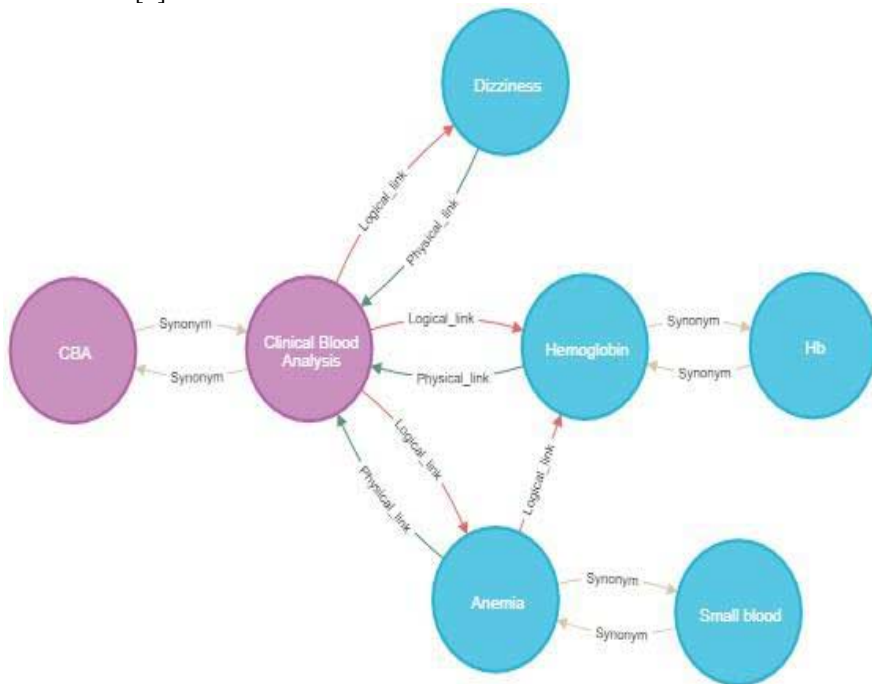 Dizziness
Logical_link
Physical_link
CBA
Synonym
Synonym
Clinical Blood
Analysis
Logical_link
Physical_link
Hemoglobin
Synonym
Synonym
Hb
Logical_link
Physical_link
Logical_link
Anemia
Synonym
Synonym
Small blood